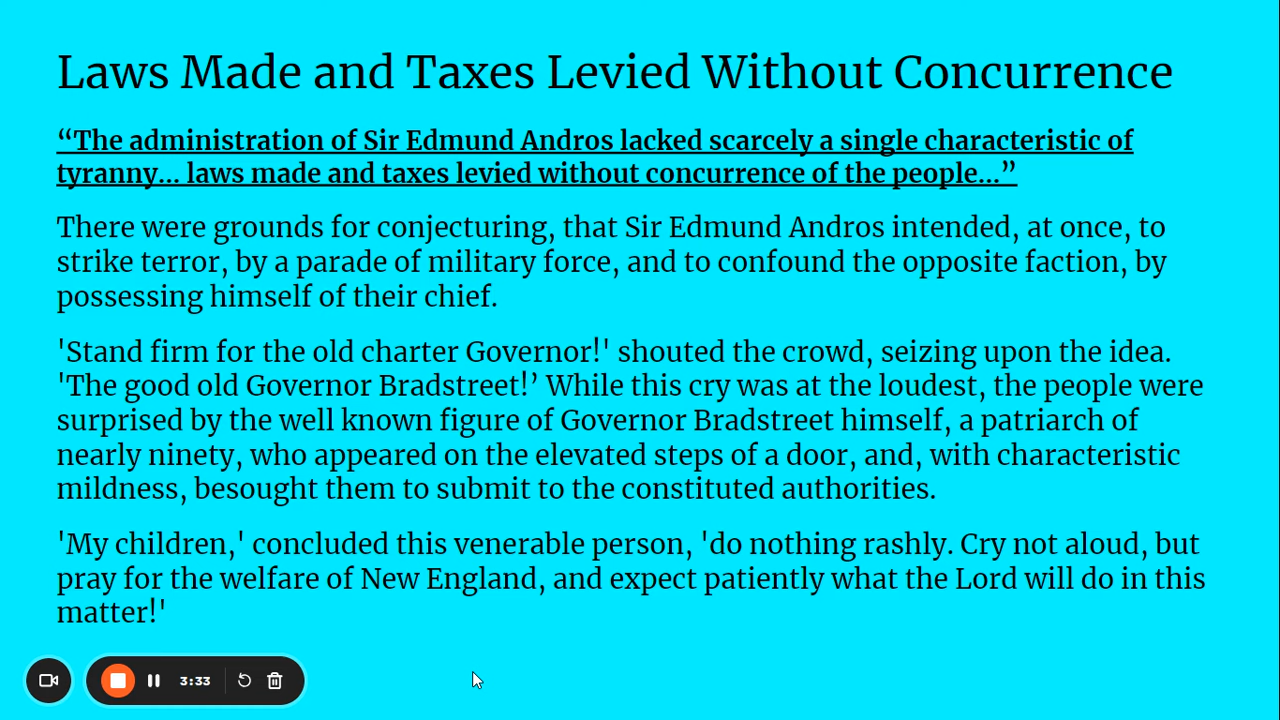 Laws Made and Taxes Levied Without Concurrence
“The administration of Sir Edmund Andros lacked scarcely a single characteristic of
tyranny... laws made and taxes levied without concurrence of the people...”
There were grounds for conjecturing, that Sir Edmund Andros intended, at once, to
strike terror, by a parade of military force, and to confound the opposite faction, by
possessing himself of their chief.
'Stand firm for the old charter Governor!' shouted the crowd, seizing upon the idea.
'The good old Governor Bradstreet!’ While this cry was at the loudest, the people were
surprised by the well known figure of Governor Bradstreet himself, a patriarch of
nearly ninety, who appeared on the elevated steps of a door, and, with characteristic
mildness, besought them to submit to the constituted authorities.
'My children,' concluded this venerable person, 'do nothing rashly. Cry not aloud, but
pray for the welfare of New England, and expect patiently what the Lord will do in this
matter!'
3:33